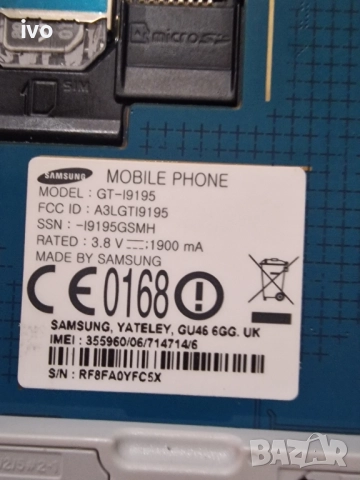 ivo
microSD
SIM
SAMSUNG MOBILE PHONE
MODEL : GT-I9195
FCC ID : A3LGTI9195
SSN : -I9195GSMH
RATED : 3.8 V⎓:1900 mA
MADE BY SAMSUNG
CE0168
SAMSUNG, YATELEY, GU46 6GG. UK
IMEI : 355960/06/714714/6
S/N : RF8FA0YFC5X
bazar